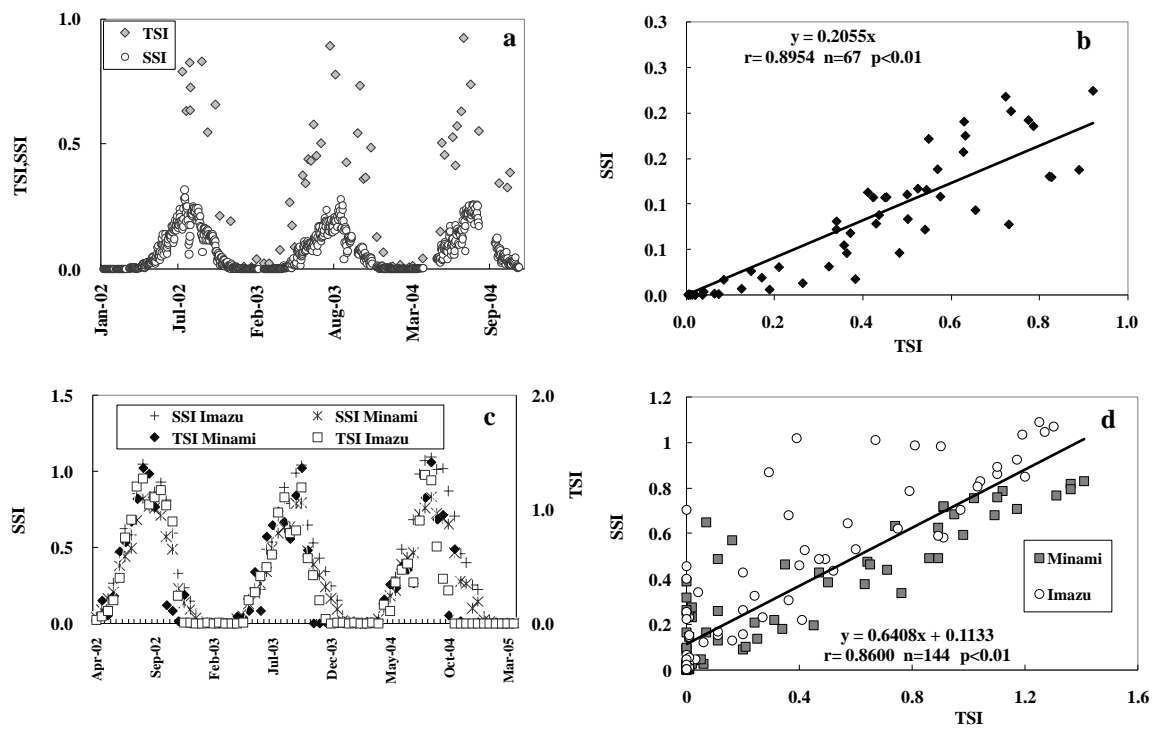 1.0
TSI
SSI
a
0.5
0.0
TSI,SSI
Jan-02
Jul-02
Feb-03
Aug-03
Mar-04
Sep-04
0.3
y = 0.2055x
r= 0.8954 n=67 p<0.01
b
0.3
0.2
0.2
0.1
0.1
0.0
SSI
0.0
0.2
0.4
0.6
0.8
1.0
TSI
1.5
2.0
SSI Imazu
SSI Minami
TSI Minami
TSI Imazu
c
1.0
1.0
0.5
0.0
0.0
SSI
TSI
Apr-02
Sep-02
Feb-03
Jul-03
Dec-03
May-04
Oct-04
Mar-05
1.2
d
1
0.8
0.6
0.4
0.2
0
SSI
Minami
Imazu
y = 0.6408x + 0.1133
r= 0.8600 n=144 p<0.01
0
0.4
0.8
1.2
1.6
TSI